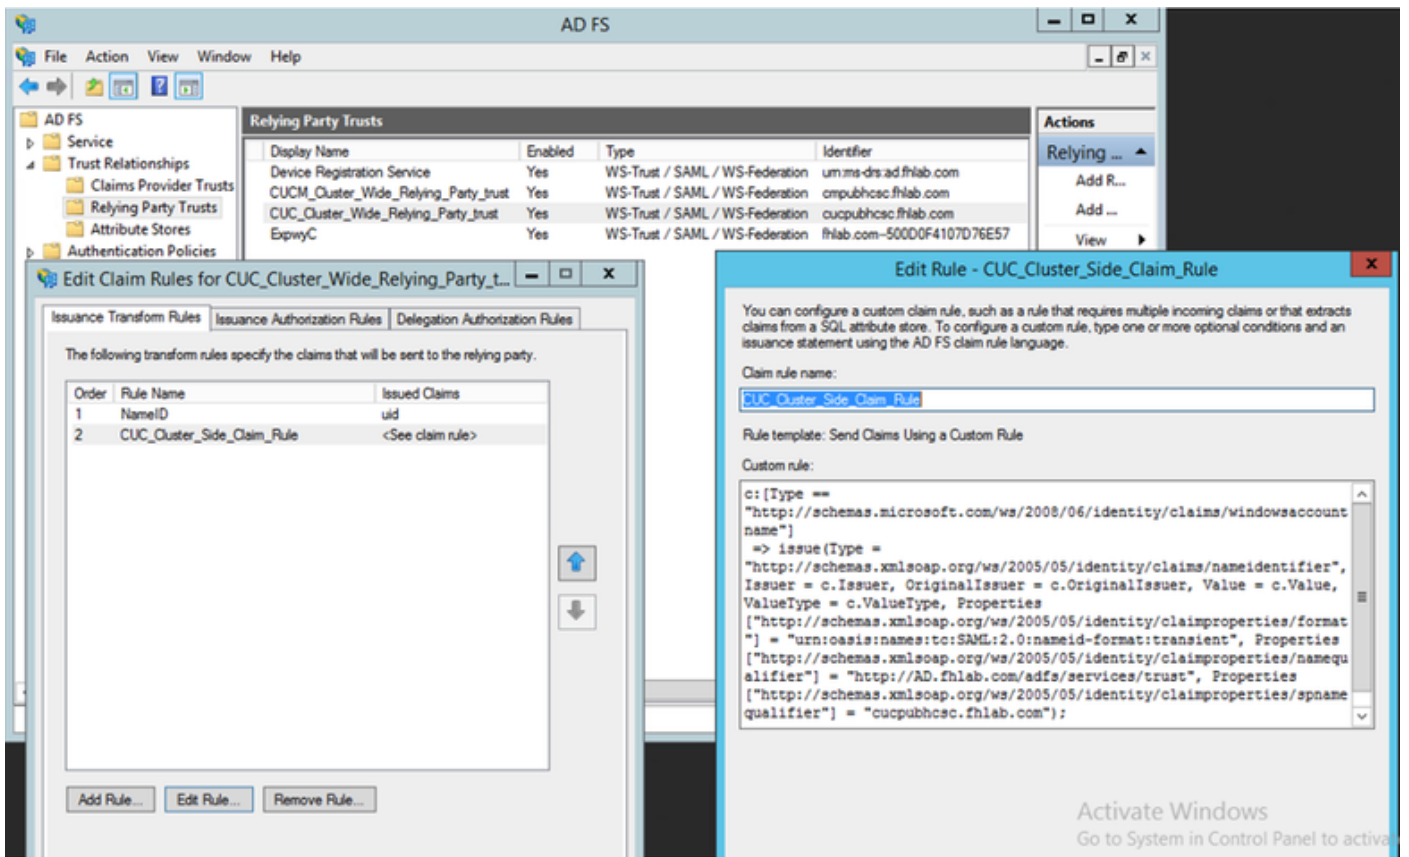 AD FS
File Action View Window Help
AD FS
Service
Trust Relationships
Claims Provider Trusts
Relying Party Trusts
Attribute Stores
Authentication Policies
Relying Party Trusts
Display Name Enabled Type Identifier
Device Registration Service Yes WS-Trust / SAML / WS-Federation urn:ms-drs:ad.fhlab.com
CUCM_Cluster_Wide_Relying_Party_trust Yes WS-Trust / SAML / WS-Federation cmpubhcsc.fhlab.com
CUC_Cluster_Wide_Relying_Party_trust Yes WS-Trust / SAML / WS-Federation cucpubhcsc.fhlab.com
ExpwyC Yes WS-Trust / SAML / WS-Federation fhlab.com--500D0F4107D76E57
Actions
Relying ...
Add R...
Add ...
View
Edit Claim Rules for CUC_Cluster_Wide_Relying_Party_t...
Issuance Transform Rules Issuance Authorization Rules Delegation Authorization Rules
The following transform rules specify the claims that will be sent to the relying party.
Order Rule Name Issued Claims
1 NameID uid
2 CUC_Cluster_Side_Claim_Rule <See claim rule>
Add Rule... Edit Rule... Remove Rule...
Edit Rule - CUC_Cluster_Side_Claim_Rule
You can configure a custom claim rule, such as a rule that requires multiple incoming claims or that extracts
claims from a SQL attribute store. To configure a custom rule, type one or more optional conditions and an
issuance statement using the AD FS claim rule language.
Claim rule name:
CUC_Cluster_Side_Claim_Rule
Rule template: Send Claims Using a Custom Rule
Custom rule:
c:[Type ==
"http://schemas.microsoft.com/ws/2008/06/identity/claims/windowsaccount
name"]
=> issue(Type =
"http://schemas.xmlsoap.org/ws/2005/05/identity/claims/nameidentifier",
Issuer = c.Issuer, OriginalIssuer = c.OriginalIssuer, Value = c.Value,
ValueType = c.ValueType, Properties
["http://schemas.xmlsoap.org/ws/2005/05/identity/claimproperties/format
"] = "urn:oasis:names:tc:SAML:2.0:nameid-format:transient", Properties
["http://schemas.xmlsoap.org/ws/2005/05/identity/claimproperties/namequ
alifier"] = "http://AD.fhlab.com/adfs/services/trust", Properties
["http://schemas.xmlsoap.org/ws/2005/05/identity/claimproperties/spname
qualifier"] = "cucpubhcsc.fhlab.com");
Activate Windows
Go to System in Control Panel to activa